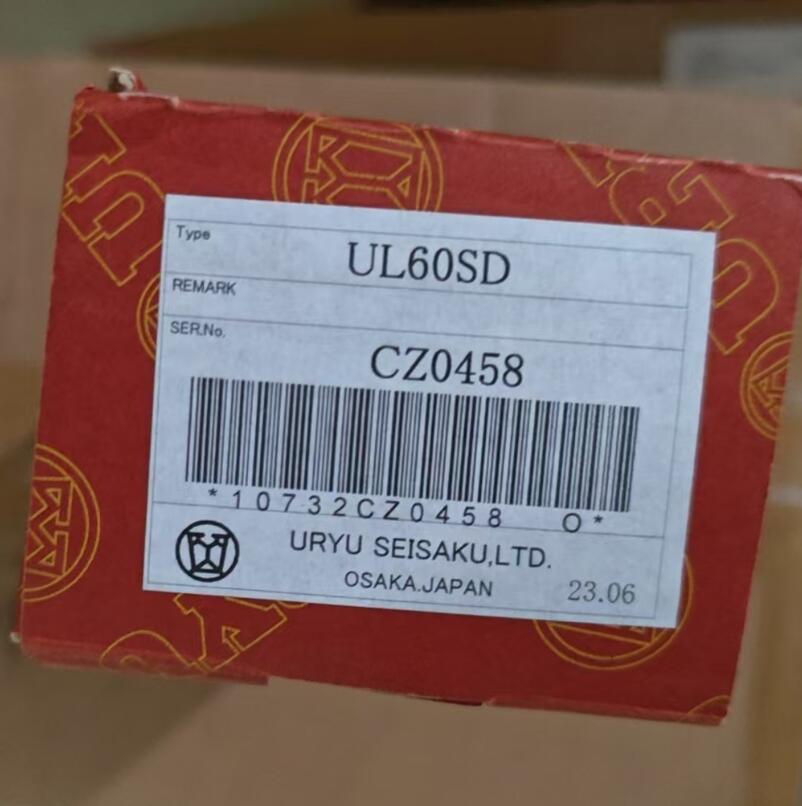 Type
UL60SD
REMARK
SER.No.
CZ0458
*10732CZ0458 O*
URYU SEISAKU,LTD.
OSAKA.JAPAN
23.06